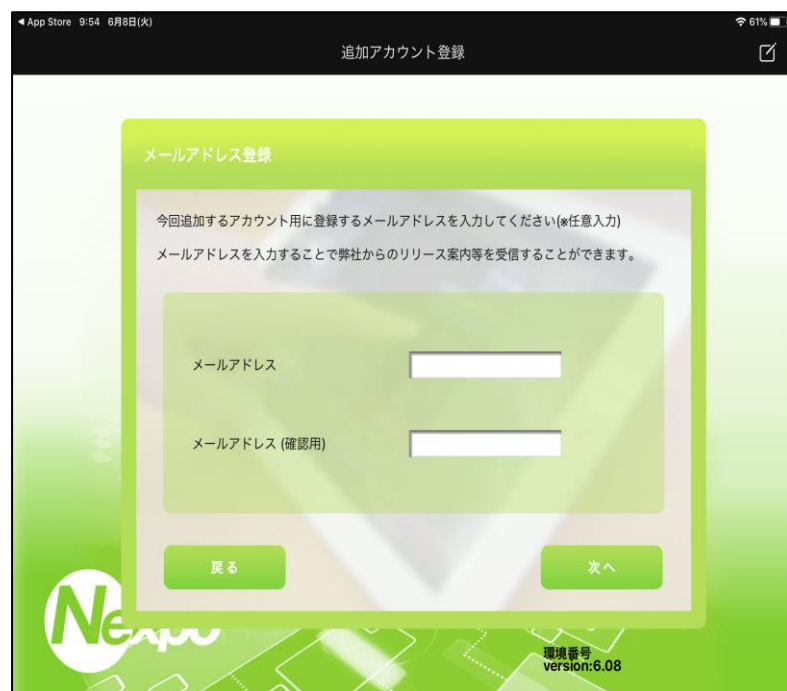 ◀ App Store 9:54 6月8日(火) 61%
追加アカウント登録
メールアドレス登録
今回追加するアカウント用に登録するメールアドレスを入力してください(※任意入力)
メールアドレスを入力することで弊社からのリリース案内等を受信することができます。
メールアドレス
メールアドレス (確認用)
戻る 次へ
Nexpo
環境番号
version:6.08